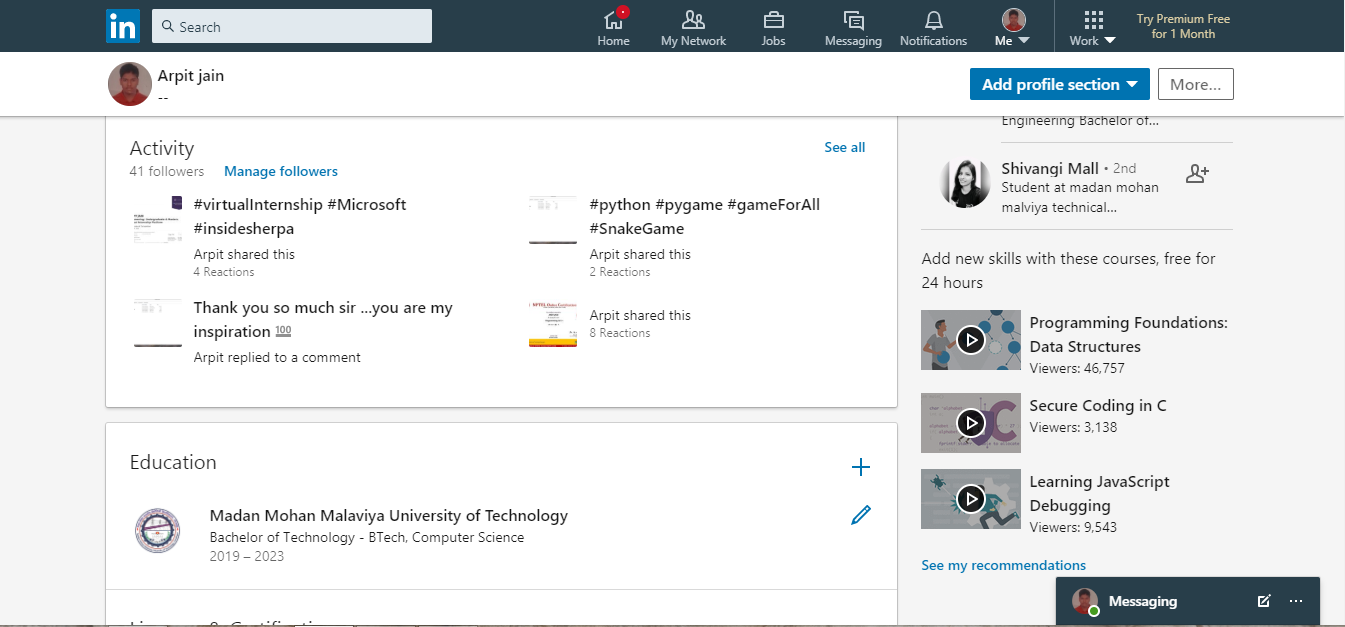 in
Search
Home
My Network
Jobs
Messaging
Notifications
Me
Work
Try Premium Free
for 1 Month
Arpit jain
--
Add profile section
More...
Activity
See all
41 followers
Manage followers
#virtualInternship #Microsoft
#insidesherpa
Arpit shared this
4 Reactions
#python #pygame #gameForAll
#SnakeGame
Arpit shared this
2 Reactions
Thank you so much sir ...you are my
inspiration 100
Arpit replied to a comment
Arpit shared this
8 Reactions
Education
Madan Mohan Malaviya University of Technology
Bachelor of Technology - BTech, Computer Science
2019 – 2023
Engineering Bachelor of...
Shivangi Mall • 2nd
Student at madan mohan
malviya technical...
Add new skills with these courses, free for
24 hours
Programming Foundations:
Data Structures
Viewers: 46,757
Secure Coding in C
Viewers: 3,138
Learning JavaScript
Debugging
Viewers: 9,543
See my recommendations
Messaging